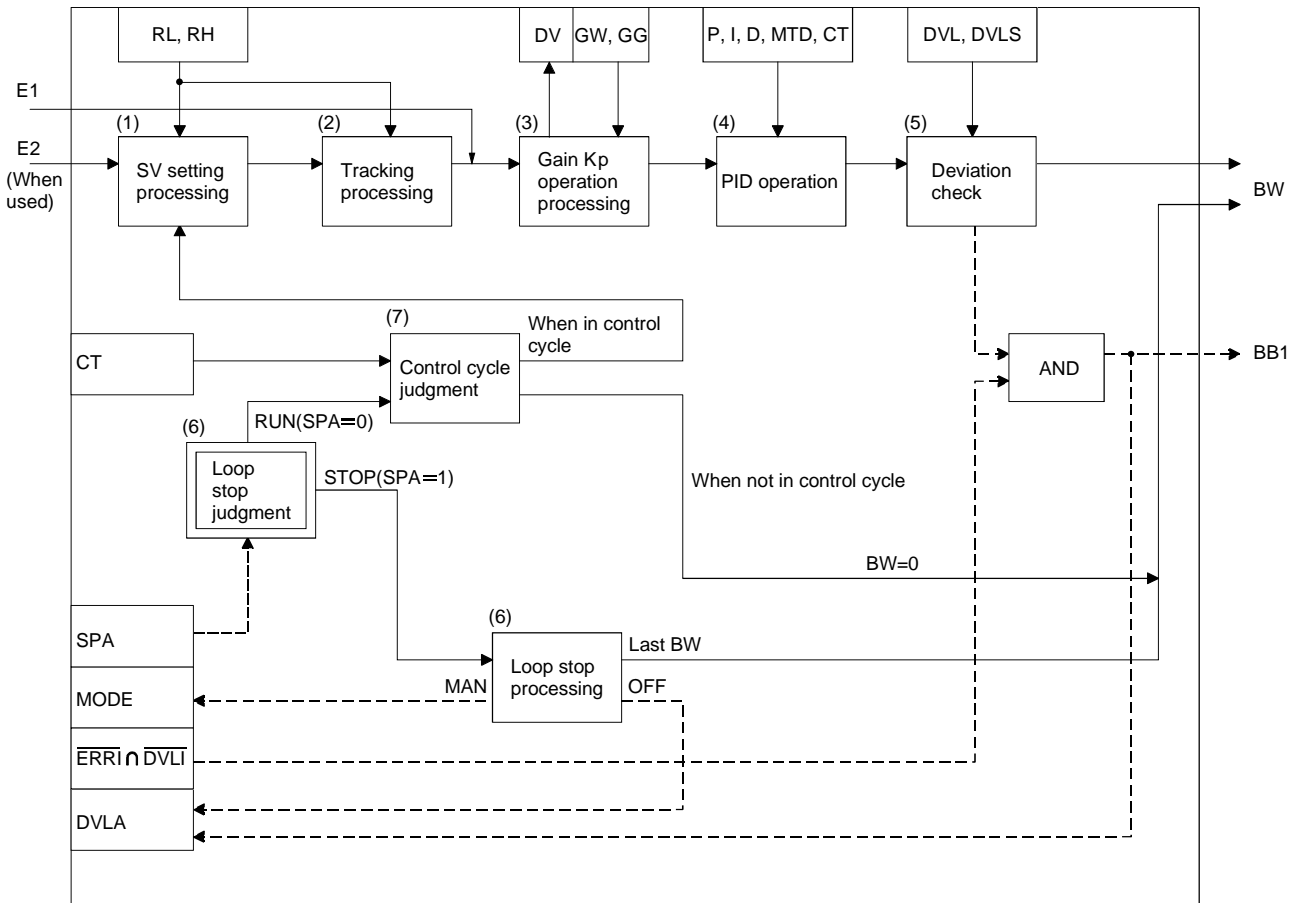 RL, RH
DV
GW, GG
P, I, D, MTD, CT
DVL, DVLS
E1
(1)
(2)
(3)
(4)
(5)
E2
(When
used)
SV setting
processing
Tracking
processing
Gain Kp
operation
processing
PID operation
Deviation
check
BW
(7)
When in control
cycle
CT
Control cycle
judgment
AND
BB1
RUN(SPA=0)
(6)
Loop
stop
judgment
STOP(SPA=1)
When not in control cycle
BW=0
SPA
(6)
Loop stop
processing
Last BW
MAN
OFF
MODE
E̅R̅R̅I̅ ∩ D̅V̅L̅I̅
DVLA